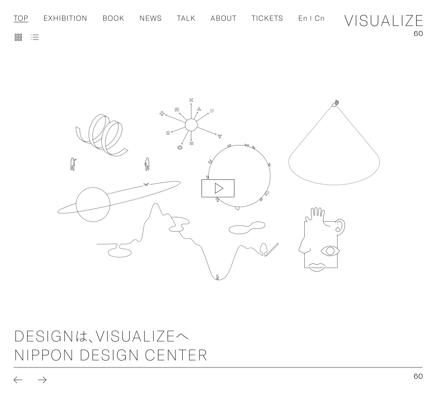 TOP EXHIBITION BOOK NEWS TALK ABOUT TICKETS En | Cn VISUALIZE
60
DESIGNは、VISUALIZEへ
NIPPON DESIGN CENTER
60